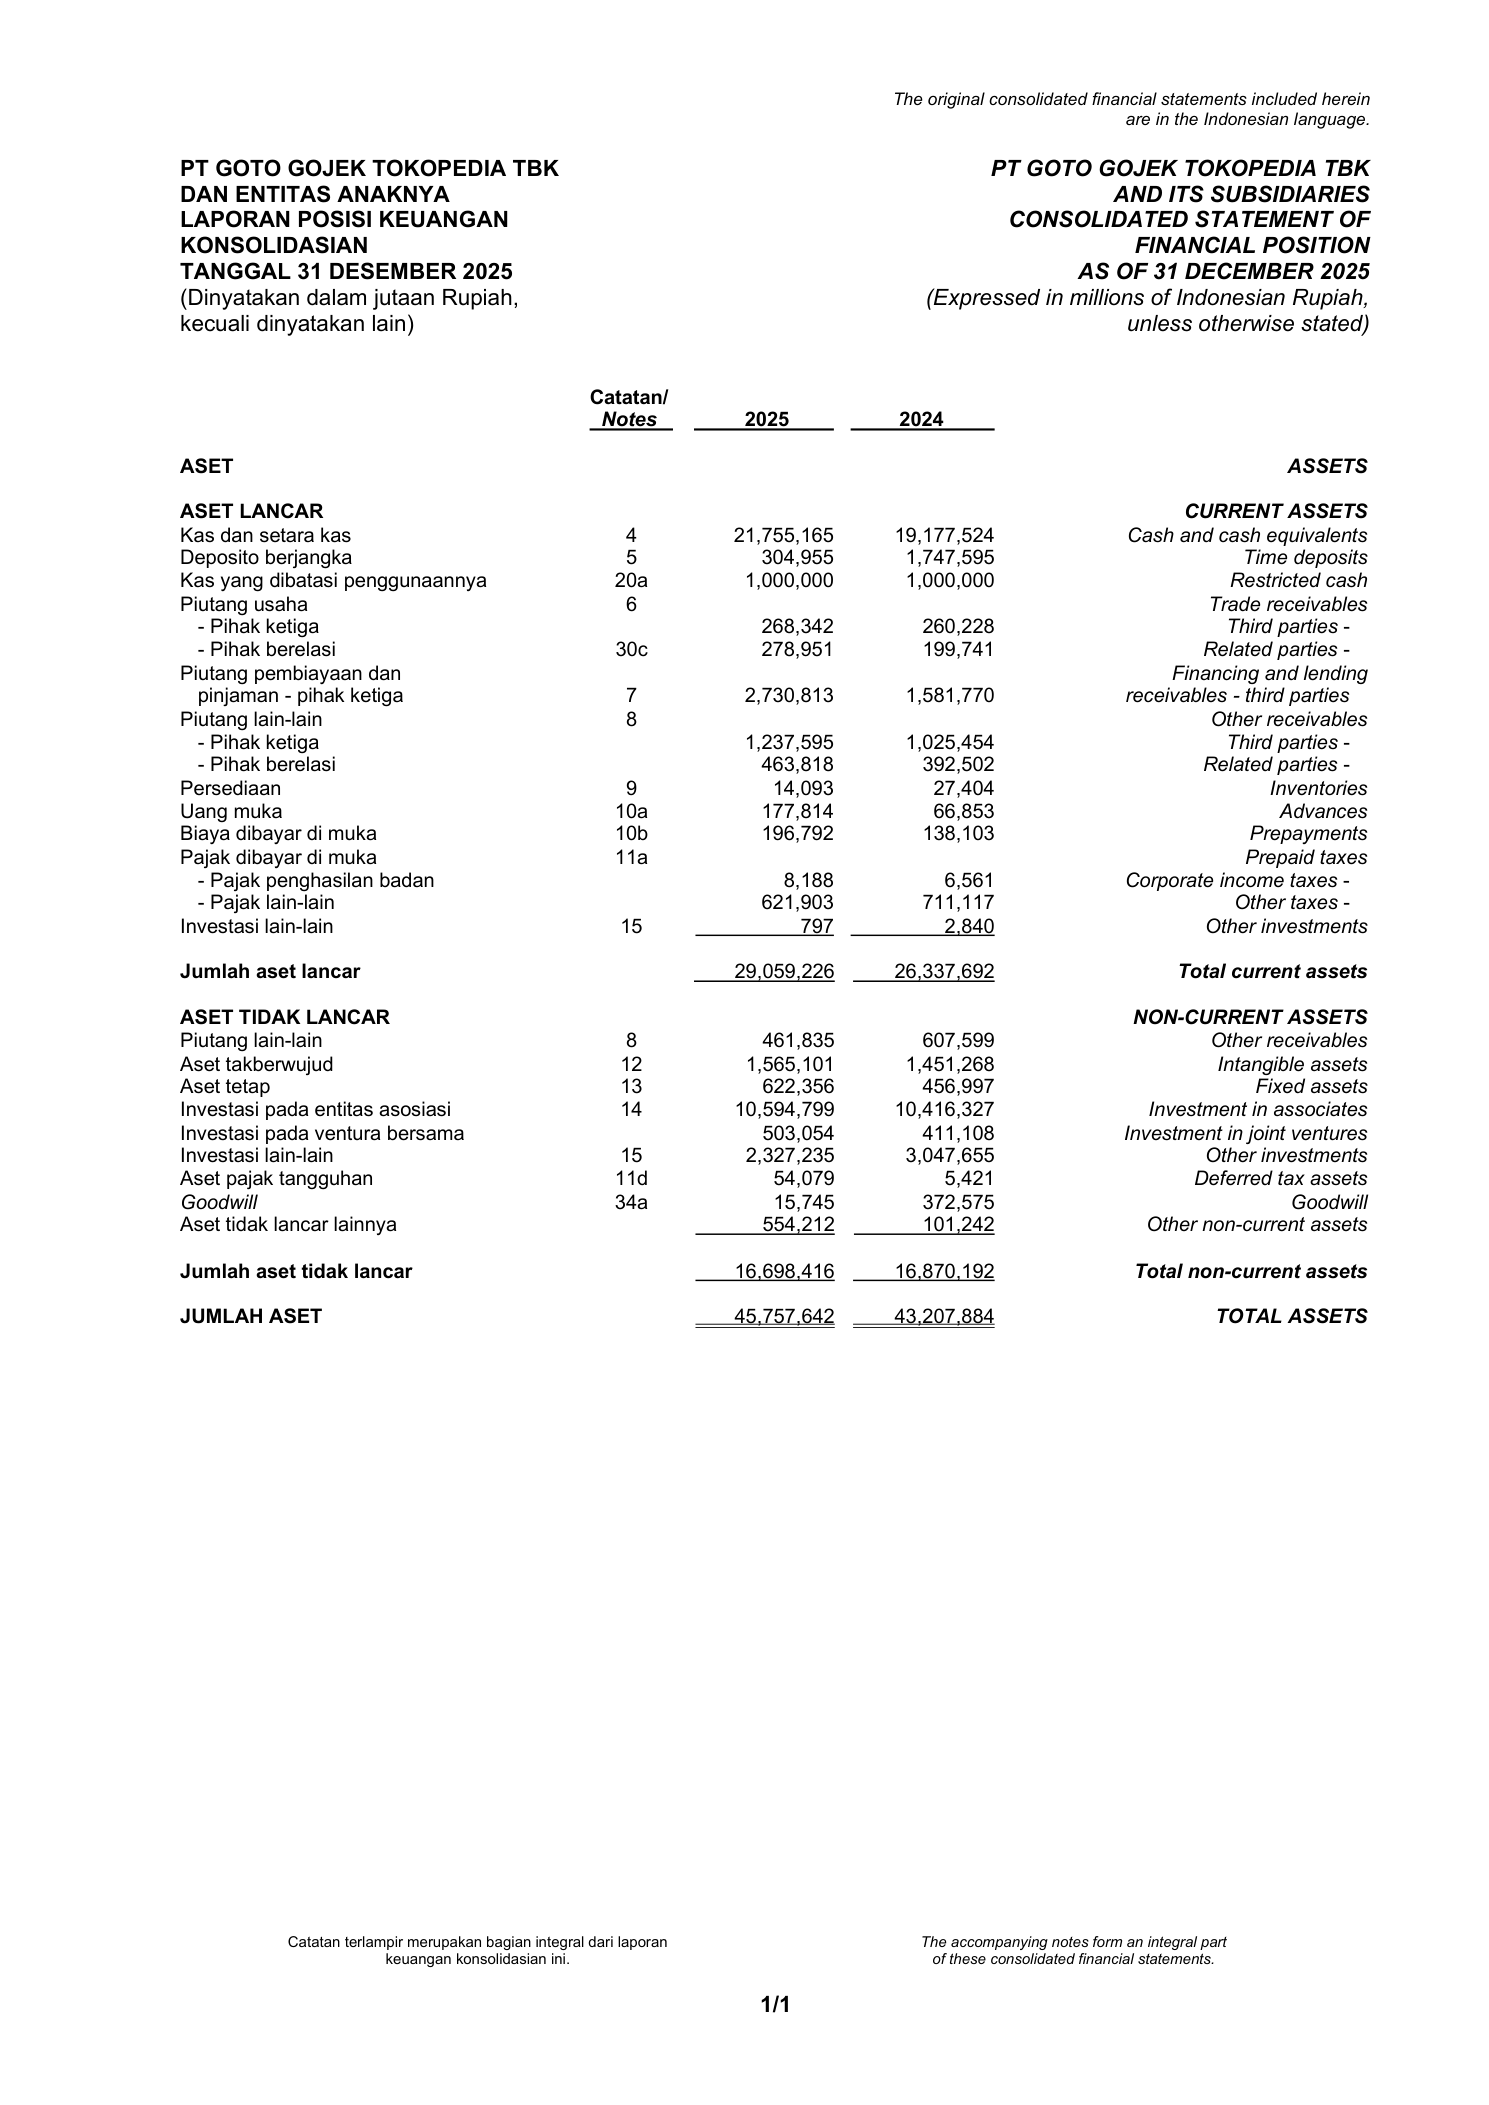 The original consolidated financial statements included herein
are in the Indonesian language.
PT GOTO GOJEK TOKOPEDIA TBK
DAN ENTITAS ANAKNYA
LAPORAN POSISI KEUANGAN
KONSOLIDASIAN
TANGGAL 31 DESEMBER 2025
(Dinyatakan dalam jutaan Rupiah,
kecuali dinyatakan lain)
PT GOTO GOJEK TOKOPEDIA TBK
AND ITS SUBSIDIARIES
CONSOLIDATED STATEMENT OF
FINANCIAL POSITION
AS OF 31 DECEMBER 2025
(Expressed in millions of Indonesian Rupiah,
unless otherwise stated)
Catatan/
Notes 2025 2024
ASET ASSETS
ASET LANCAR CURRENT ASSETS
Kas dan setara kas 4 21,755,165 19,177,524 Cash and cash equivalents
Deposito berjangka 5 304,955 1,747,595 Time deposits
Kas yang dibatasi penggunaannya 20a 1,000,000 1,000,000 Restricted cash
Piutang usaha 6 Trade receivables
- Pihak ketiga 268,342 260,228 Third parties -
- Pihak berelasi 30c 278,951 199,741 Related parties -
Piutang pembiayaan dan Financing and lending
pinjaman - pihak ketiga 7 2,730,813 1,581,770 receivables - third parties
Piutang lain-lain 8 Other receivables
- Pihak ketiga 1,237,595 1,025,454 Third parties -
- Pihak berelasi 463,818 392,502 Related parties -
Persediaan 9 14,093 27,404 Inventories
Uang muka 10a 177,814 66,853 Advances
Biaya dibayar di muka 10b 196,792 138,103 Prepayments
Pajak dibayar di muka 11a Prepaid taxes
- Pajak penghasilan badan 8,188 6,561 Corporate income taxes -
- Pajak lain-lain 621,903 711,117 Other taxes -
Investasi lain-lain 15 797 2,840 Other investments
Jumlah aset lancar 29,059,226 26,337,692 Total current assets
ASET TIDAK LANCAR NON-CURRENT ASSETS
Piutang lain-lain 8 461,835 607,599 Other receivables
Aset takberwujud 12 1,565,101 1,451,268 Intangible assets
Aset tetap 13 622,356 456,997 Fixed assets
Investasi pada entitas asosiasi 14 10,594,799 10,416,327 Investment in associates
Investasi pada ventura bersama 503,054 411,108 Investment in joint ventures
Investasi lain-lain 15 2,327,235 3,047,655 Other investments
Aset pajak tangguhan 11d 54,079 5,421 Deferred tax assets
Goodwill 34a 15,745 372,575 Goodwill
Aset tidak lancar lainnya 554,212 101,242 Other non-current assets
Jumlah aset tidak lancar 16,698,416 16,870,192 Total non-current assets
JUMLAH ASET 45,757,642 43,207,884 TOTAL ASSETS
Catatan terlampir merupakan bagian integral dari laporan
keuangan konsolidasian ini.
The accompanying notes form an integral part
of these consolidated financial statements.
1/1